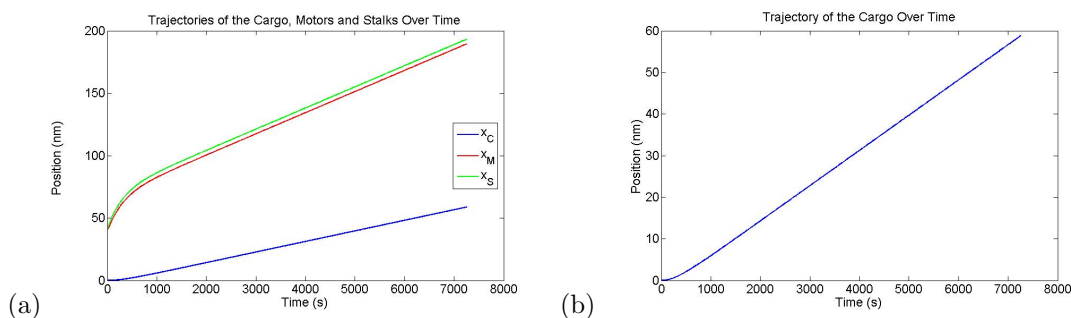 Trajectories of the Cargo, Motors and Stalks Over Time
200
150
100
50
0
Position (nm)
x_C
x_M
x_S
0 1000 2000 3000 4000 5000 6000 7000 8000
Time (s)
(a)
Trajectory of the Cargo Over Time
60
50
40
30
20
10
0
Position (nm)
0 1000 2000 3000 4000 5000 6000 7000 8000
Time (s)
(b)